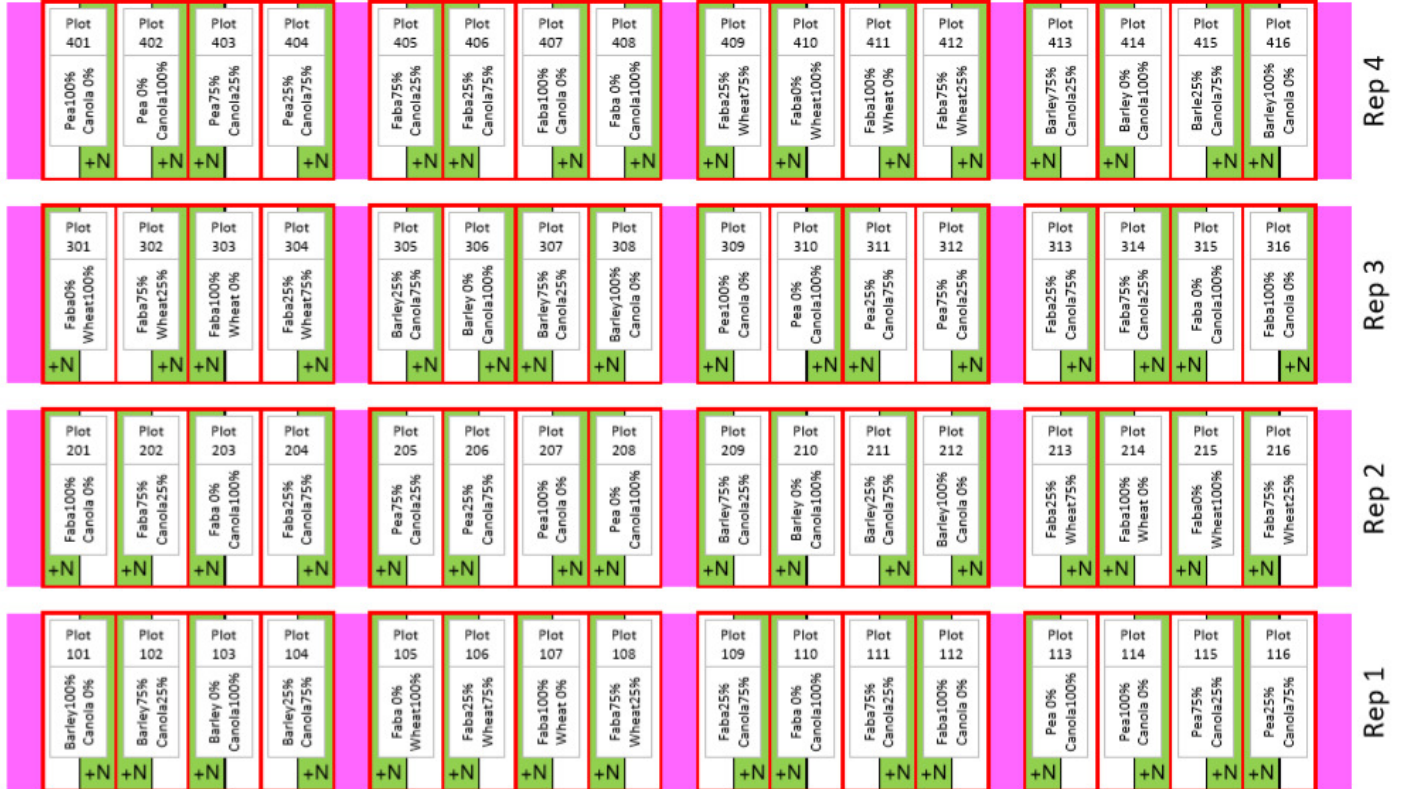 Plot 401 Pea100% Canola 0% +N
Plot 402 Pea 0% Canola100% +N
Plot 403 Pea75% Canola25% +N
Plot 404 Pea25% Canola75% +N
Plot 405 Faba75% Canola25% +N
Plot 406 Faba25% Canola75% +N
Plot 407 Faba100% Canola 0% +N
Plot 408 Faba 0% Canola100% +N
Plot 409 Faba25% Wheat75% +N
Plot 410 Faba0% Wheat100% +N
Plot 411 Faba100% Wheat 0% +N
Plot 412 Faba75% Wheat25% +N
Plot 413 Barley75% Canola25% +N
Plot 414 Barley 0% Canola100% +N
Plot 415 Barle25% Canola75% +N
Plot 416 Barley100% Canola 0% +N
Rep 4
Plot 301 Faba0% Wheat100% +N
Plot 302 Faba75% Wheat25% +N
Plot 303 Faba100% Wheat 0% +N
Plot 304 Faba25% Wheat75% +N
Plot 305 Barley25% Canola75% +N
Plot 306 Barley 0% Canola100% +N
Plot 307 Barley75% Canola25% +N
Plot 308 Barley100% Canola 0% +N
Plot 309 Pea100% Canola 0% +N
Plot 310 Pea 0% Canola100% +N
Plot 311 Pea25% Canola75% +N
Plot 312 Pea75% Canola25% +N
Plot 313 Faba25% Canola75% +N
Plot 314 Faba75% Canola25% +N
Plot 315 Faba 0% Canola100% +N
Plot 316 Faba100% Canola 0% +N
Rep 3
Plot 201 Faba100% Canola 0% +N
Plot 202 Faba75% Canola25% +N
Plot 203 Faba 0% Canola100% +N
Plot 204 Faba25% Canola75% +N
Plot 205 Pea75% Canola25% +N
Plot 206 Pea25% Canola75% +N
Plot 207 Pea100% Canola 0% +N
Plot 208 Pea 0% Canola100% +N
Plot 209 Barley75% Canola25% +N
Plot 210 Barley 0% Canola100% +N
Plot 211 Barley25% Canola75% +N
Plot 212 Barley100% Canola 0% +N
Plot 213 Faba25% Wheat75% +N
Plot 214 Faba100% Wheat 0% +N
Plot 215 Faba0% Wheat100% +N
Plot 216 Faba75% Wheat25% +N
Rep 2
Plot 101 Barley100% Canola 0% +N
Plot 102 Barley75% Canola25% +N
Plot 103 Barley 0% Canola100% +N
Plot 104 Barley25% Canola75% +N
Plot 105 Faba 0% Wheat100% +N
Plot 106 Faba25% Wheat75% +N
Plot 107 Faba100% Wheat 0% +N
Plot 108 Faba75% Wheat25% +N
Plot 109 Faba25% Canola75% +N
Plot 110 Faba 0% Canola100% +N
Plot 111 Faba75% Canola25% +N
Plot 112 Faba100% Canola 0% +N
Plot 113 Pea 0% Canola100% +N
Plot 114 Pea100% Canola 0% +N
Plot 115 Pea75% Canola25% +N
Plot 116 Pea25% Canola75% +N
Rep 1